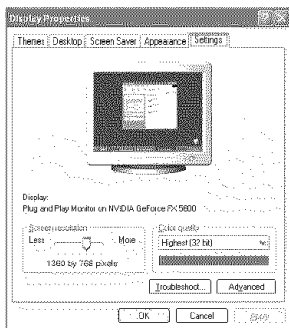 Display Properties
Themes Desktop Screen Saver Appearance Settings
Display:
Plug and Play Monitor on NVIDIA GeForce FX 5600
Screen resolution
Less More
1360 by 768 pixels
Color quality
Highest (32 bit)
Troubleshoot... Advanced
OK Cancel Apply